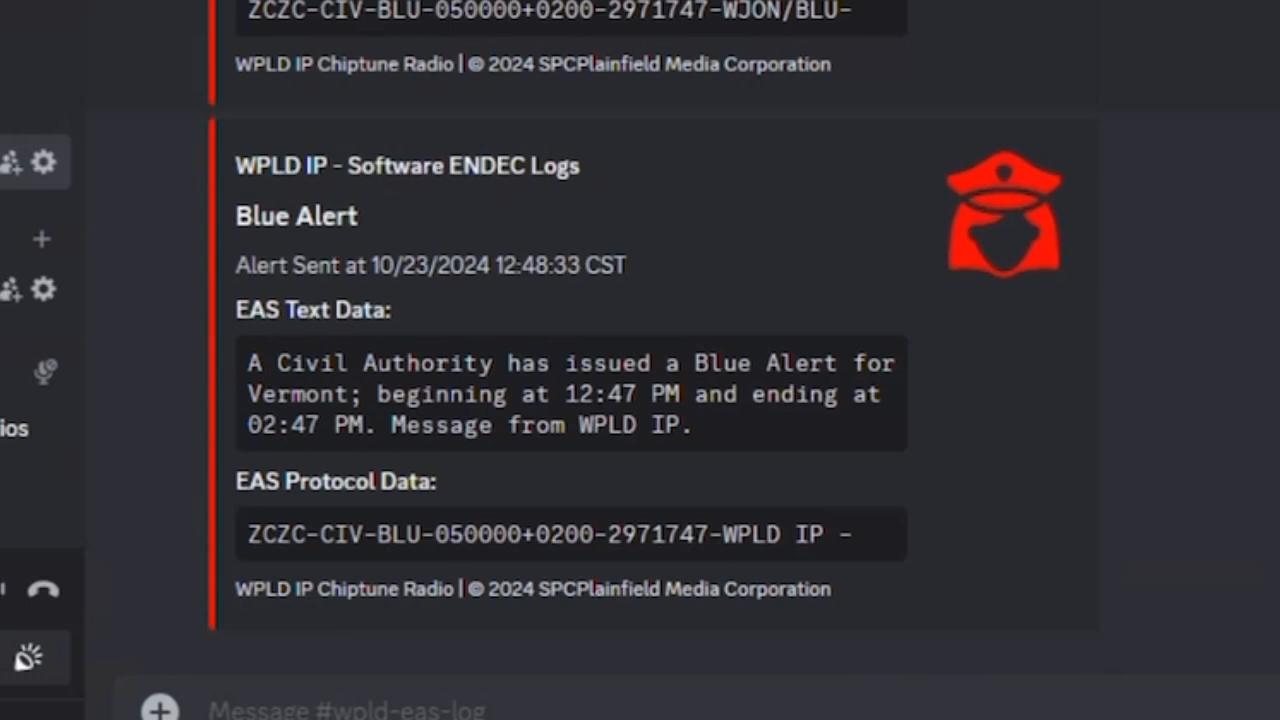 ZCZC-CIV-BLU-050000+0200-2971747-WJON/BLU-
WPLD IP Chiptune Radio | © 2024 SPCPlainfield Media Corporation
WPLD IP - Software ENDEC Logs
Blue Alert
Alert Sent at 10/23/2024 12:48:33 CST
EAS Text Data:
A Civil Authority has issued a Blue Alert for
Vermont; beginning at 12:47 PM and ending at
02:47 PM. Message from WPLD IP.
EAS Protocol Data:
ZCZC-CIV-BLU-050000+0200-2971747-WPLD IP -
WPLD IP Chiptune Radio | © 2024 SPCPlainfield Media Corporation
ios
Message #wpld-eas-log